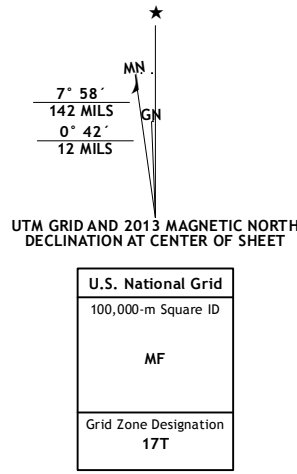 ★
MN
GN
7° 58´
142 MILS
0° 42´
12 MILS
UTM GRID AND 2013 MAGNETIC NORTH
DECLINATION AT CENTER OF SHEET
U.S. National Grid
100,000-m Square ID
MF
Grid Zone Designation
17T